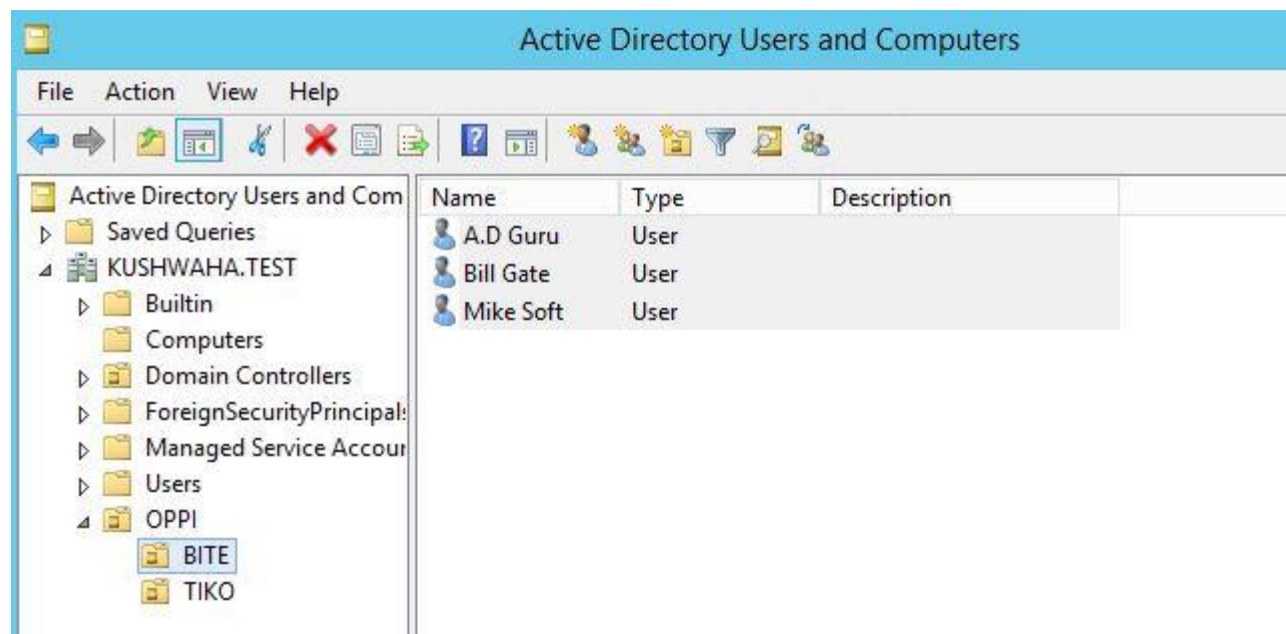 Active Directory Users and Computers
File Action View Help
Active Directory Users and Com
Saved Queries
KUSHWAHA.TEST
Builtin
Computers
Domain Controllers
ForeignSecurityPrincipals
Managed Service Accour
Users
OPPI
BITE
TIKO
Name Type Description
A.D Guru User
Bill Gate User
Mike Soft User